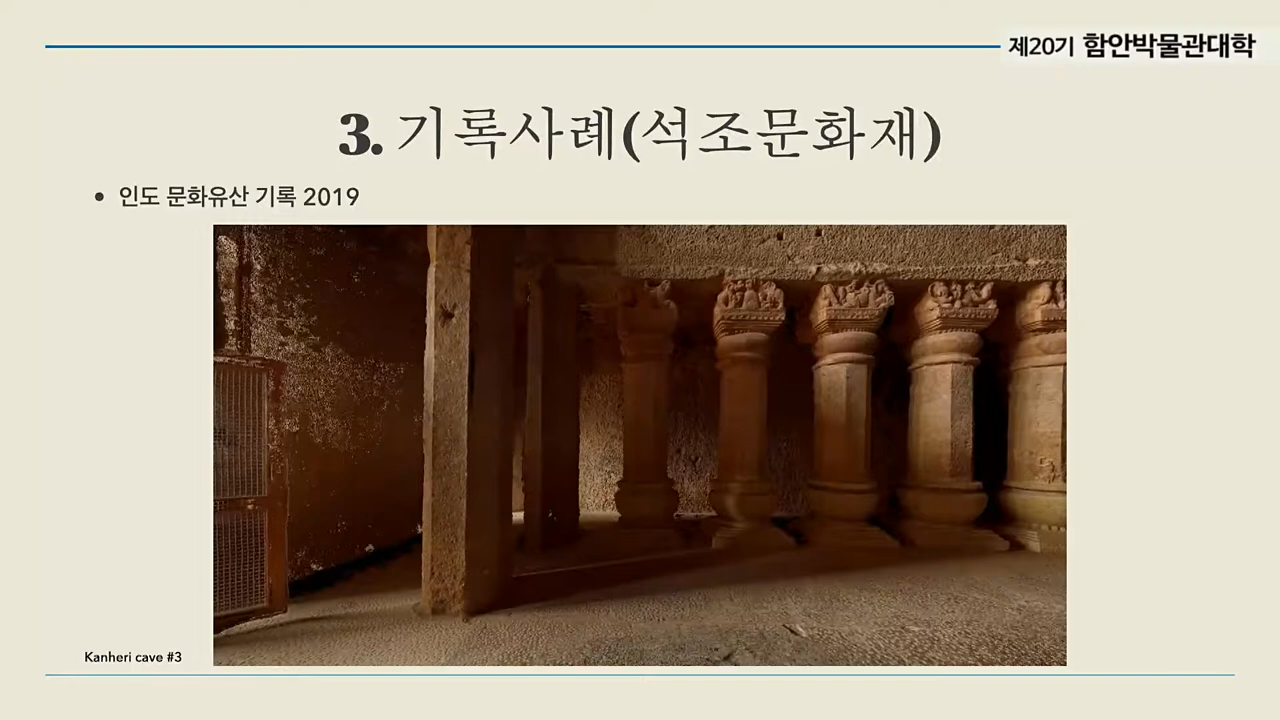 제20기 함안박물관대학
3. 기록사례(석조문화재)
• 인도 문화유산 기록 2019
Kanheri cave #3